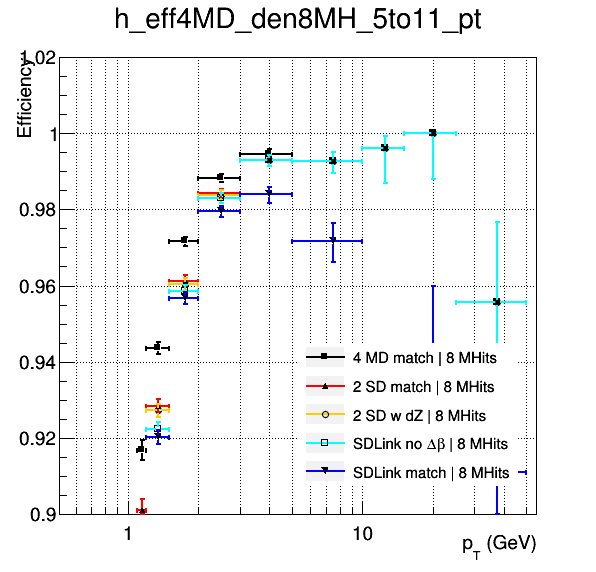 h_eff4MD_den8MH_5to11_pt
Efficiency
1.02
1
0.98
0.96
0.94
0.92
0.9
4 MD match | 8 MHits
2 SD match | 8 MHits
2 SD w dZ | 8 MHits
SDLink no Δβ | 8 MHits
SDLink match | 8 MHits
1
10
p_T (GeV)